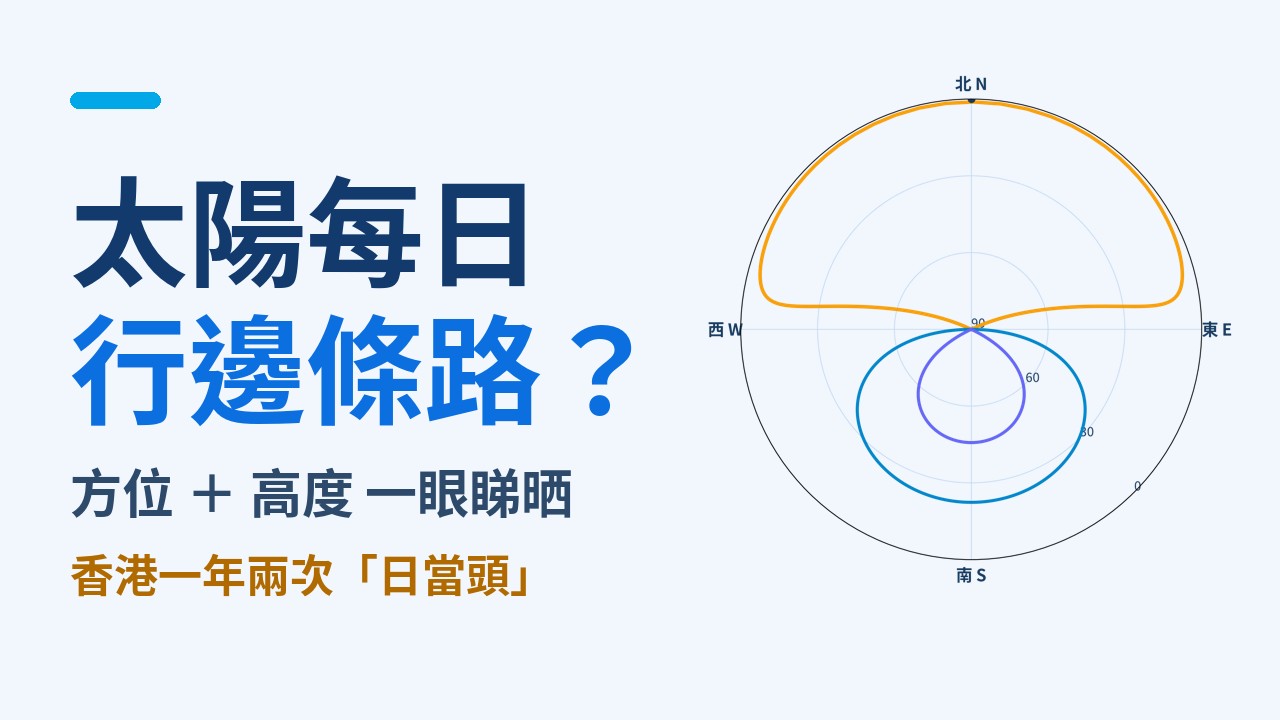 太陽每日
行邊條路？
方位 ＋ 高度 一眼睇晒
香港一年兩次「日當頭」
北 N
90
西 W
東 E
60
30
0
南 S